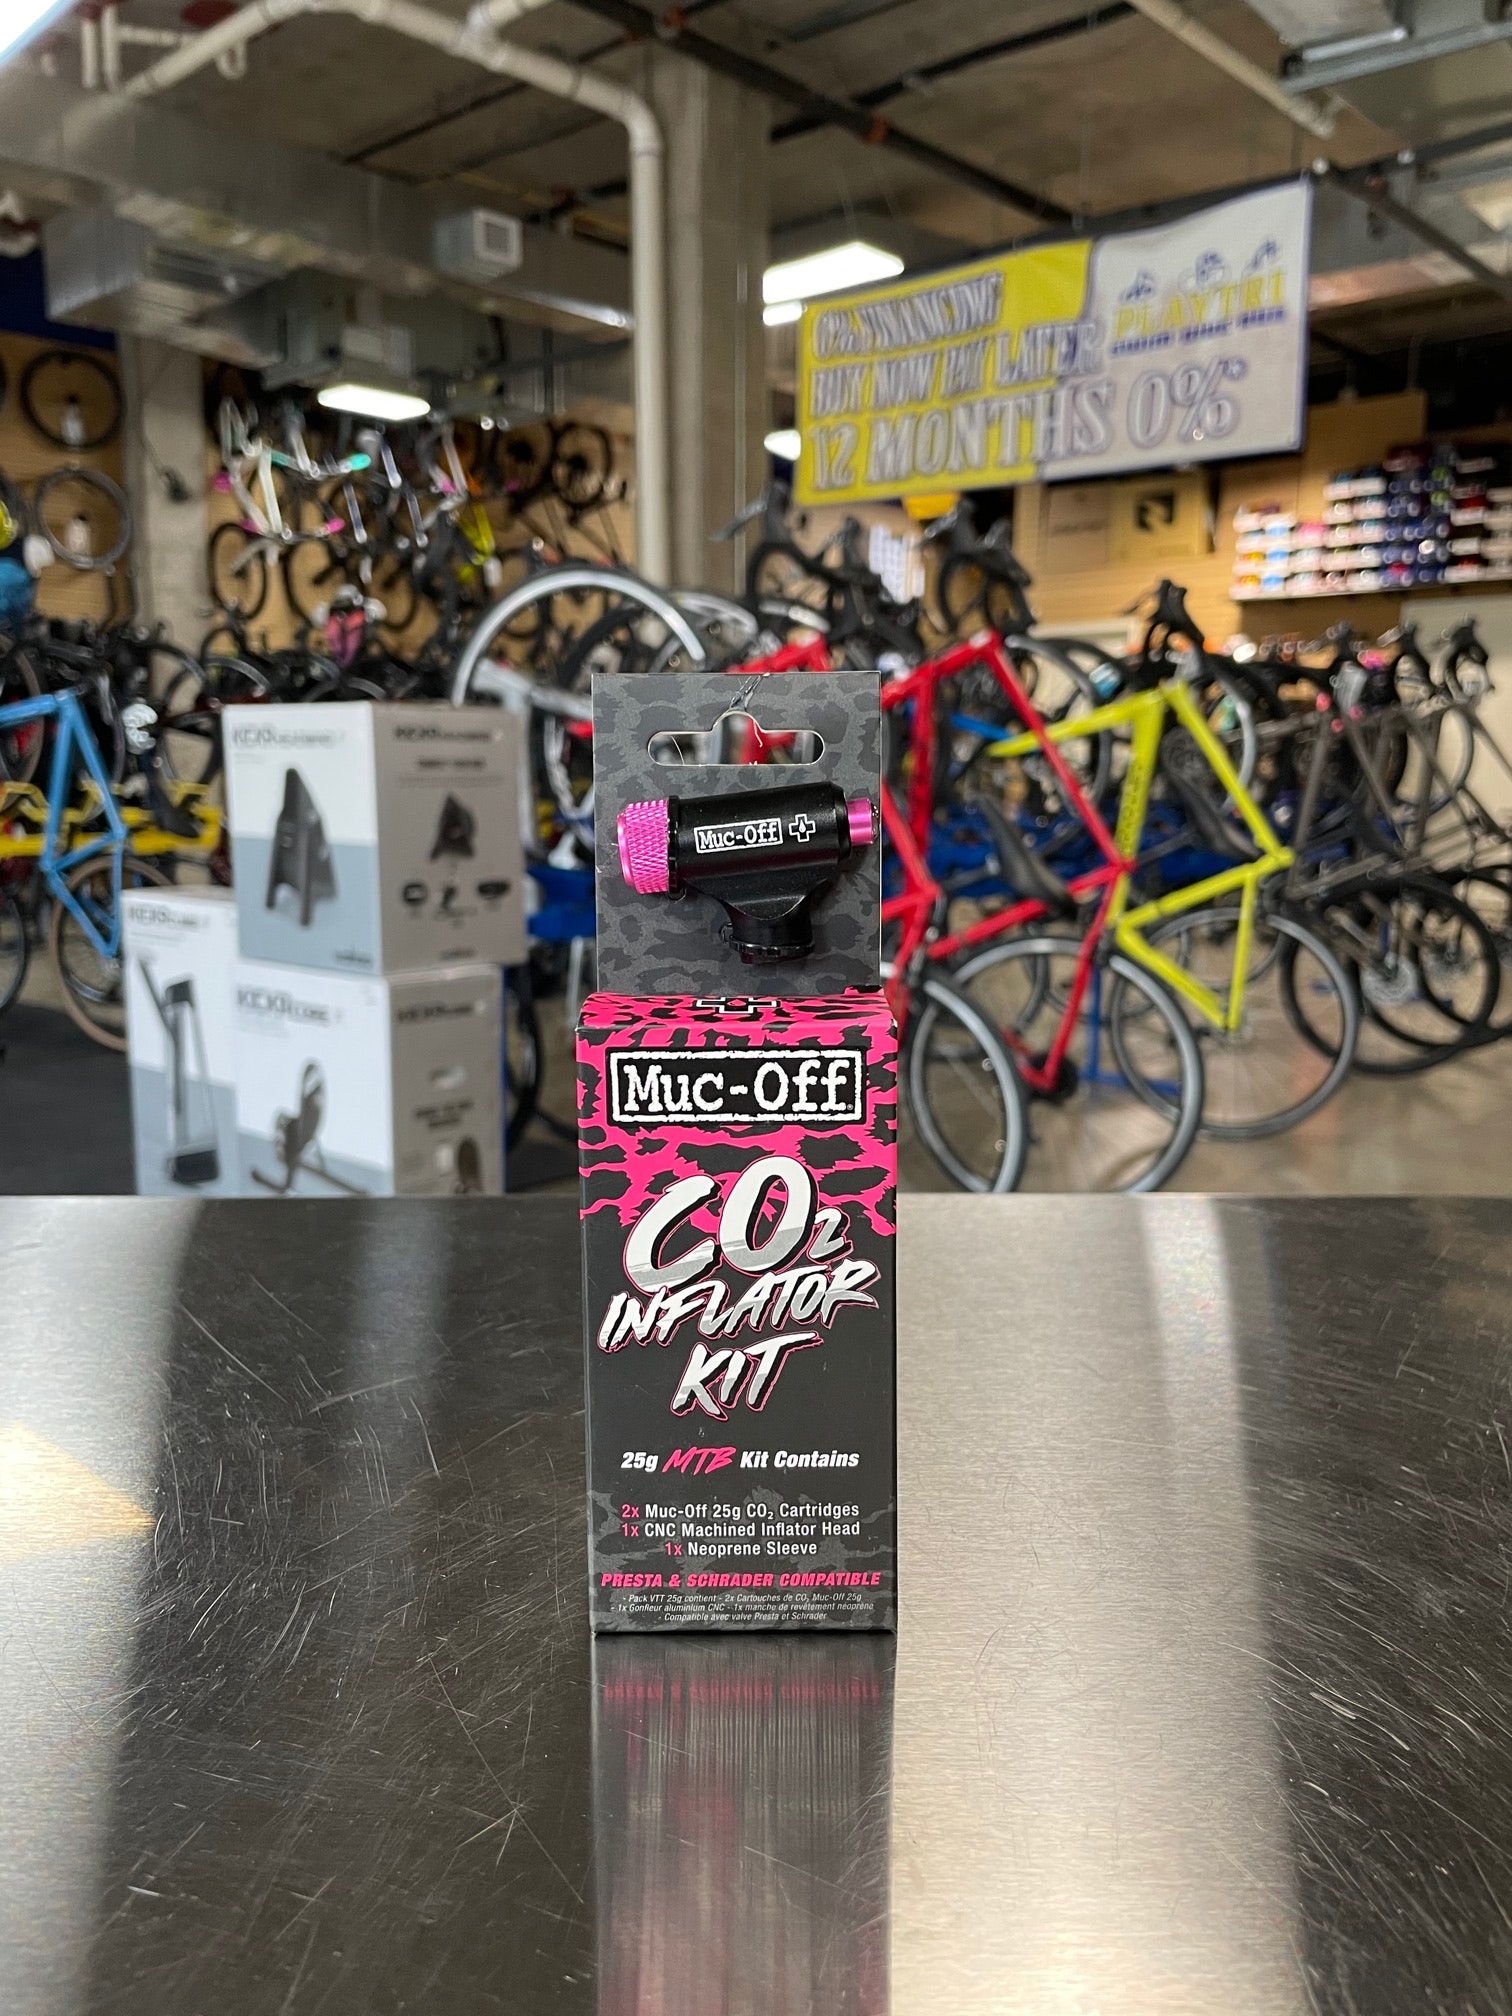 0% FINANCING
BUY NOW PAY LATER
12 MONTHS 0%
PLAYTRI
Muc-Off
Muc-Off
CO₂
INFLATOR
KIT
25g MTB Kit Contains
2x Muc-Off 25g CO₂ Cartridges
1x CNC Machined Inflator Head
1x Neoprene Sleeve
PRESTA & SCHRADER COMPATIBLE
- Pack VTT 25g contient - 2x Cartouches de CO₂ Muc-Off 25g
- 1x Gonfleur aluminium CNC - 1x manche de revêtement neoprène
- Compatible avec valve Presta et Schrader